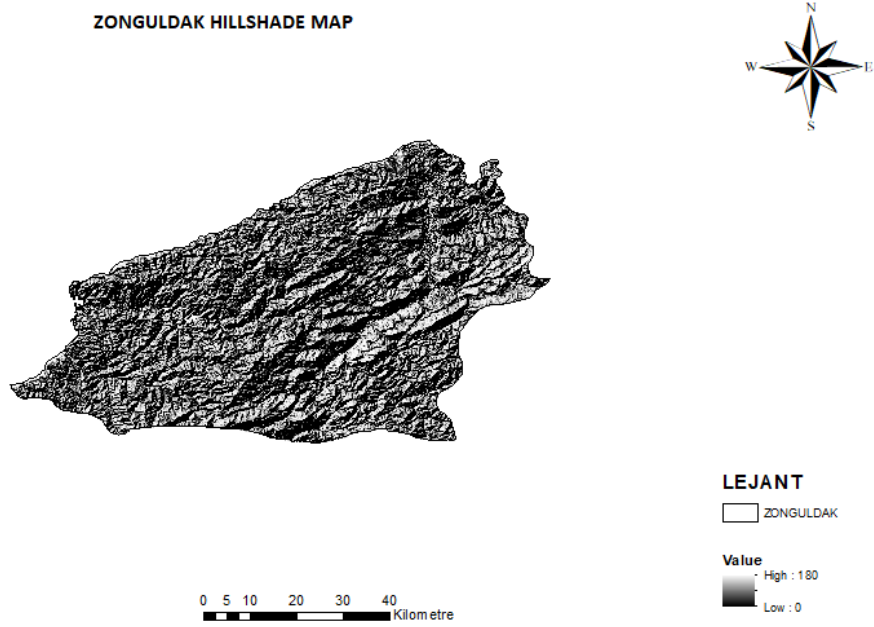 ZONGULDAK HILLSHADE MAP
N
W E
S
LEJANT
ZONGULDAK
Value
High : 180
Low : 0
0 5 10 20 30 40
Kilometre